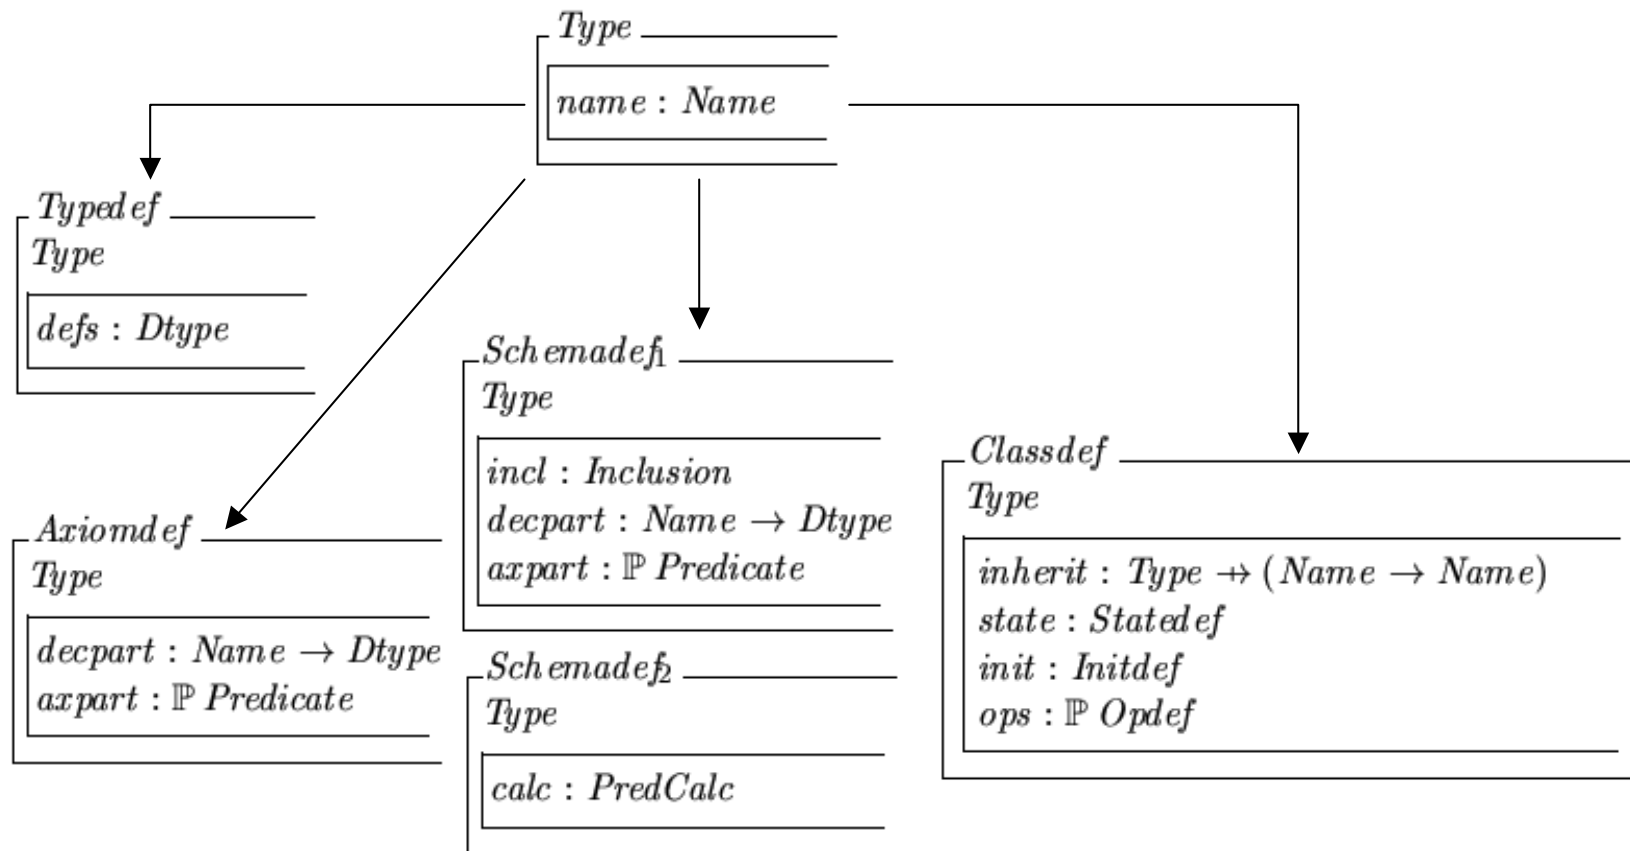 Type
name : Name
Typedef
Type
defs : Dtype
Schemadef₁
Type
incl : Inclusion
decpart : Name → Dtype
axpart : ℙ Predicate
Classdef
Type
inherit : Type ⇸ (Name → Name)
state : Statedef
init : Initdef
ops : ℙ Opdef
Axiomdef
Type
decpart : Name → Dtype
axpart : ℙ Predicate
Schemadef₂
Type
calc : PredCalc